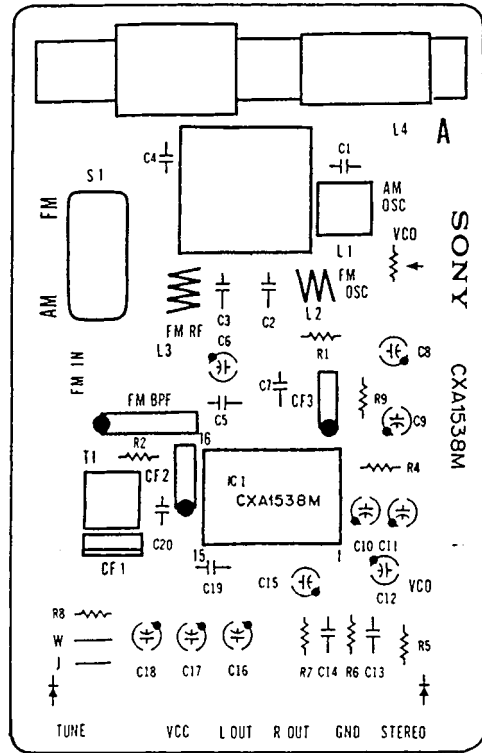 L4
A
C4
C1
S1
FM
AM
AM
OSC
L1
VCO
SONY
CXA1538M
FM RF
L3
C3
C2
L2
FM
OSC
C6
R1
C8
FM IN
C7
CF3
R9
C9
FM BPF
C5
16
R2
T1
CF2
IC1
CXA1538M
R4
C20
CF1
15
1
C19
C10
C11
C15
C12
VCO
R8
W
J
C18
C17
C16
R7
C14
R6
C13
R5
TUNE
VCC
L OUT
R OUT
GND
STEREO